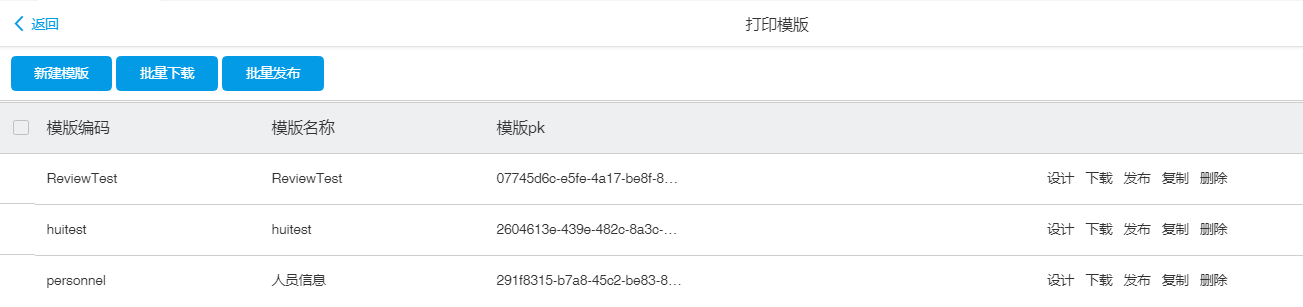 返回
打印模版
新建模版 批量下载 批量发布
模版编码 模版名称 模版pk
ReviewTest ReviewTest 07745d6c-e5fe-4a17-be8f-8... 设计 下载 发布 复制 删除
huitest huitest 2604613e-439e-482c-8a3c-... 设计 下载 发布 复制 删除
personnel 人员信息 291f8315-b7a8-45c2-be83-8... 设计 下载 发布 复制 删除